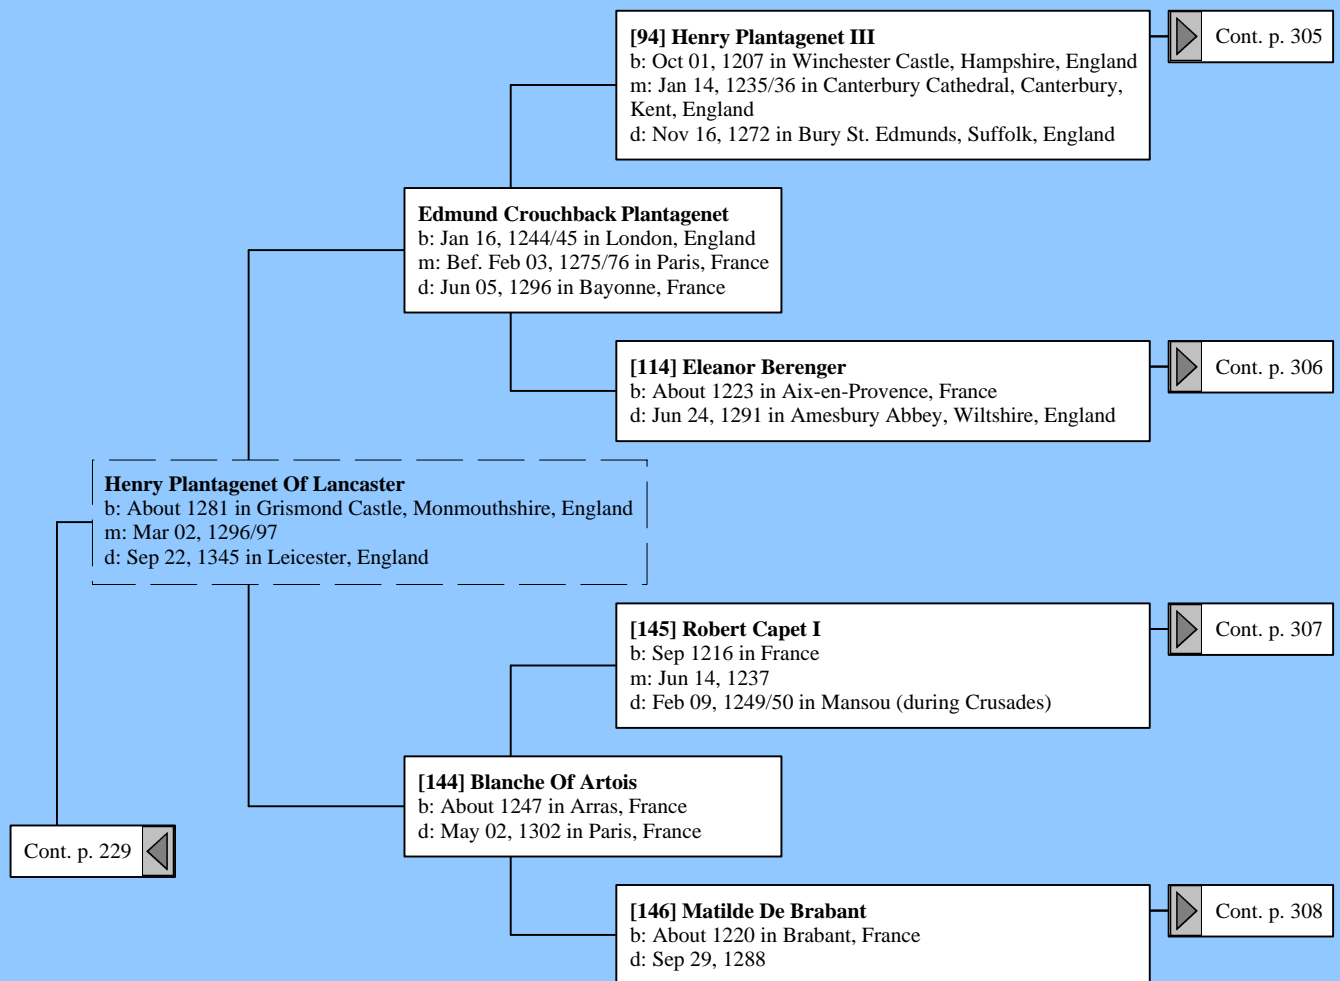 [94] Henry Plantagenet III
b: Oct 01, 1207 in Winchester Castle, Hampshire, England
m: Jan 14, 1235/36 in Canterbury Cathedral, Canterbury,
Kent, England
d: Nov 16, 1272 in Bury St. Edmunds, Suffolk, England
Cont. p. 305
Edmund Crouchback Plantagenet
b: Jan 16, 1244/45 in London, England
m: Bef. Feb 03, 1275/76 in Paris, France
d: Jun 05, 1296 in Bayonne, France
[114] Eleanor Berenger
b: About 1223 in Aix-en-Provence, France
d: Jun 24, 1291 in Amesbury Abbey, Wiltshire, England
Cont. p. 306
Henry Plantagenet Of Lancaster
b: About 1281 in Grismond Castle, Monmouthshire, England
m: Mar 02, 1296/97
d: Sep 22, 1345 in Leicester, England
[145] Robert Capet I
b: Sep 1216 in France
m: Jun 14, 1237
d: Feb 09, 1249/50 in Mansou (during Crusades)
Cont. p. 307
[144] Blanche Of Artois
b: About 1247 in Arras, France
d: May 02, 1302 in Paris, France
Cont. p. 229
[146] Matilde De Brabant
b: About 1220 in Brabant, France
d: Sep 29, 1288
Cont. p. 308